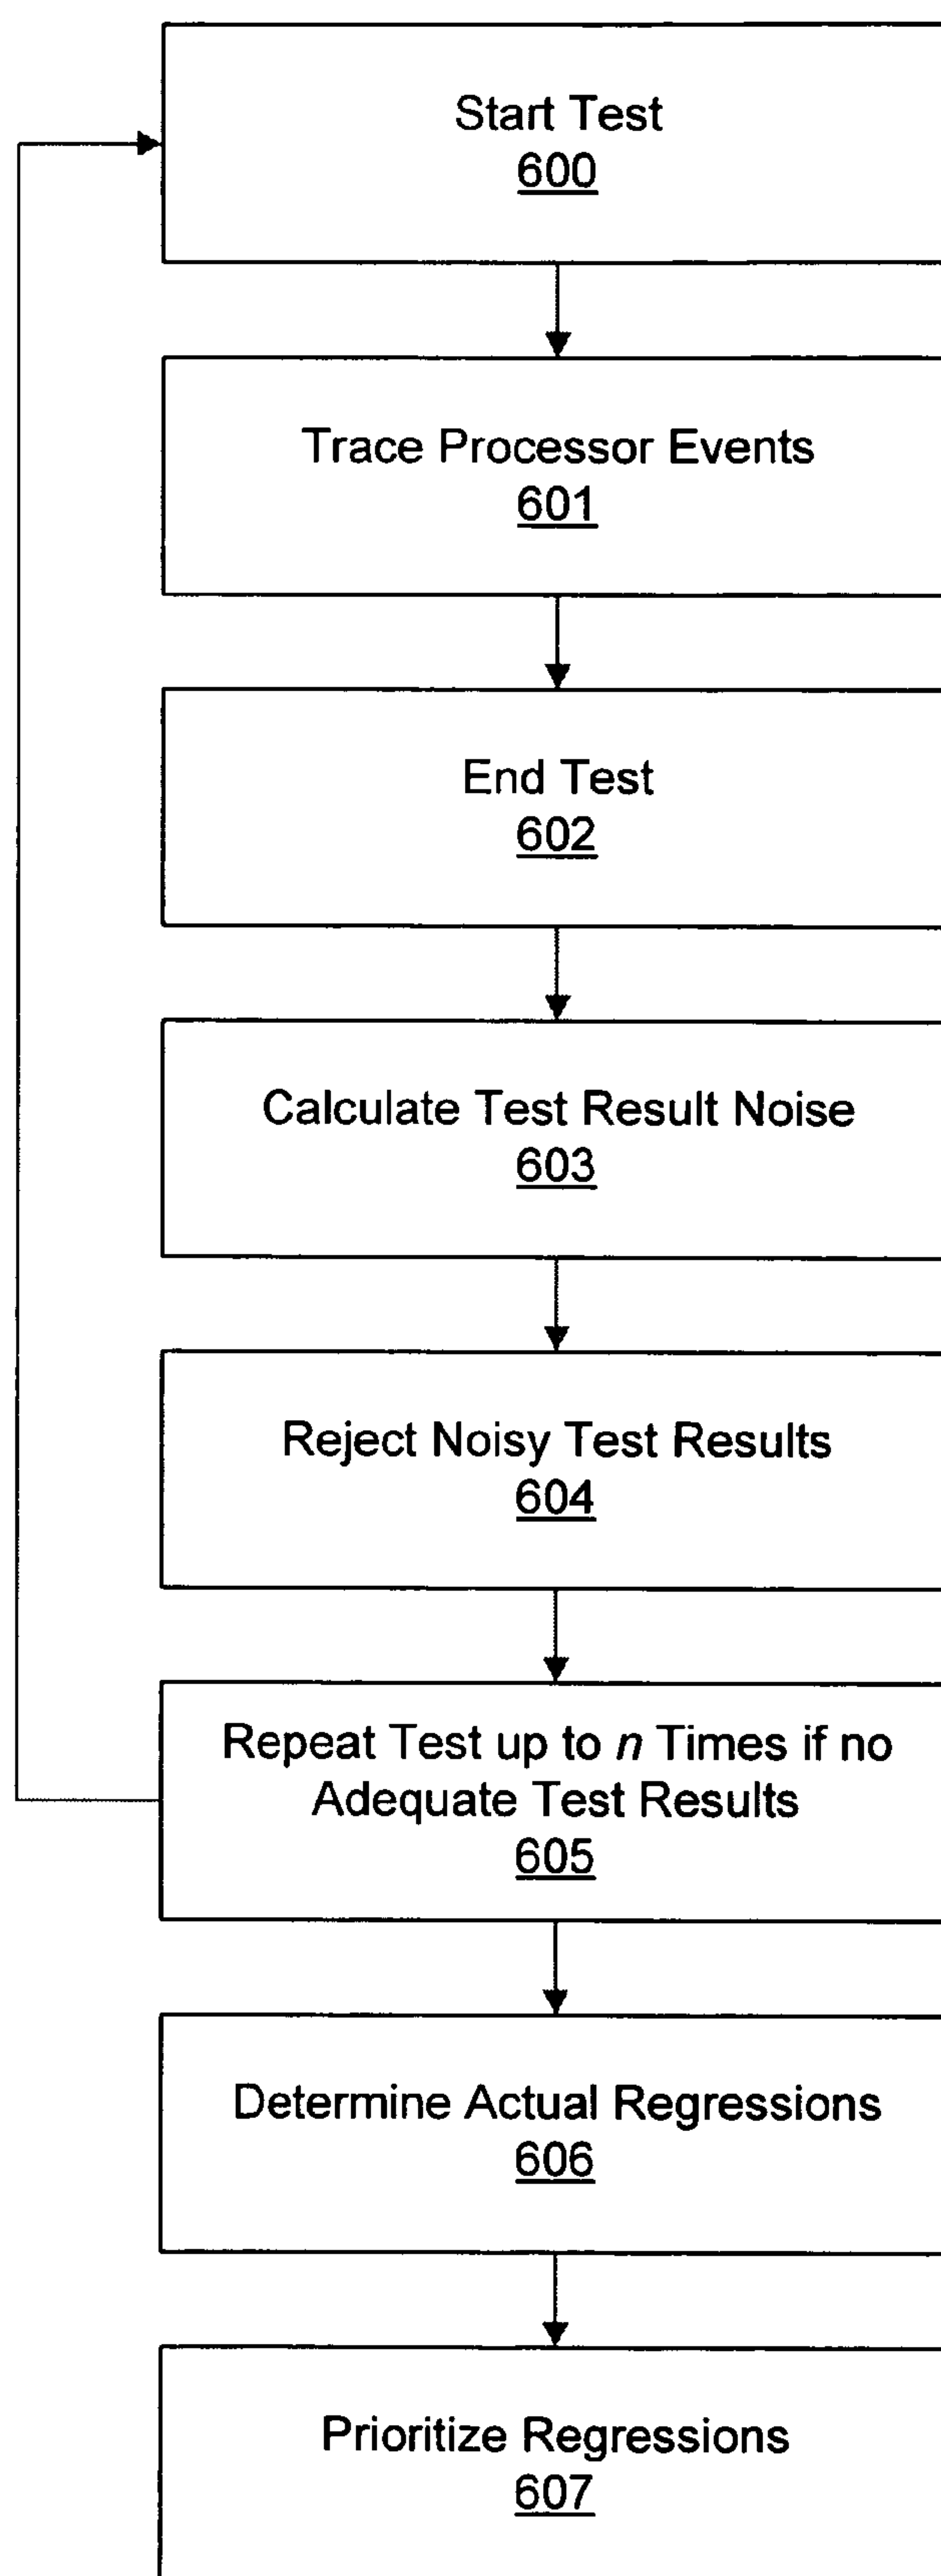 Start Test
600
Trace Processor Events
601
End Test
602
Calculate Test Result Noise
603
Reject Noisy Test Results
604
Repeat Test up to n Times if no
Adequate Test Results
605
Determine Actual Regressions
606
Prioritize Regressions
607